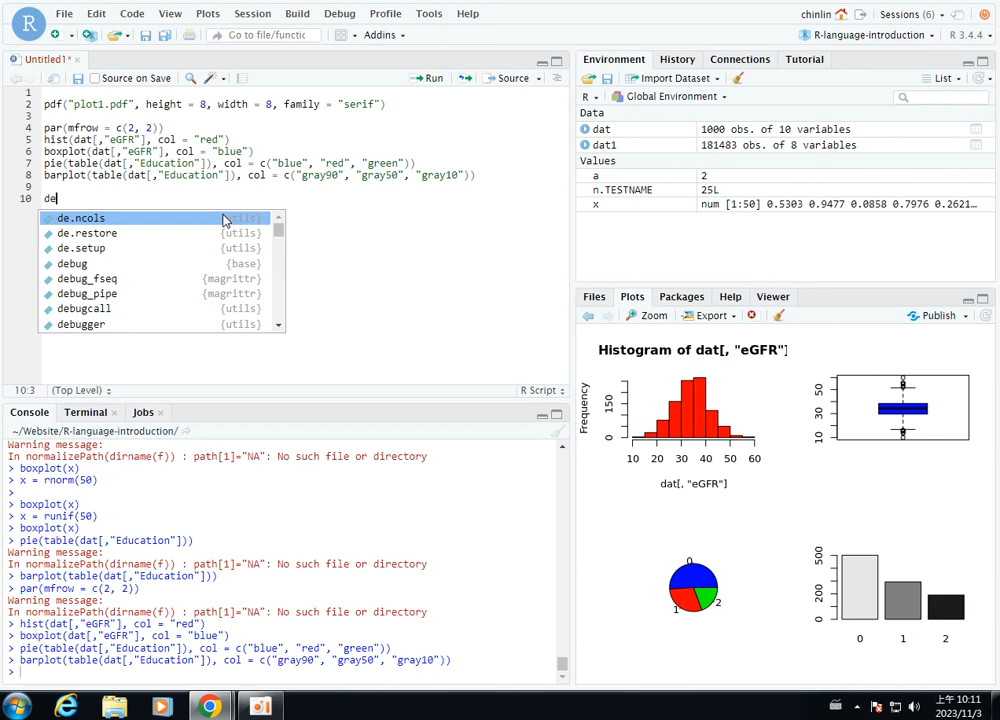 R File Edit Code View Plots Session Build Debug Profile Tools Help chinlin Sessions (6)
Go to file/function Addins R-language-introduction R 3.4.4
Untitled1*
Source on Save Run Source
1
2 pdf("plot1.pdf", height = 8, width = 8, family = "serif")
3
4 par(mfrow = c(2, 2))
5 hist(dat[,"eGFR"], col = "red")
6 boxplot(dat[,"eGFR"], col = "blue")
7 pie(table(dat[,"Education"]), col = c("blue", "red", "green"))
8 barplot(table(dat[,"Education"]), col = c("gray90", "gray50", "gray10"))
9
10 de
de.ncols {utils}
de.restore {utils}
de.setup {utils}
debug {base}
debug_fseq {magrittr}
debug_pipe {magrittr}
debugcall {utils}
debugger {utils}
10:3 (Top Level) R Script
Console Terminal Jobs
~/Website/R-language-introduction/
Warning message:
In normalizePath(dirname(f)) : path[1]="NA": No such file or directory
> boxplot(x)
> x = rnorm(50)
>
> boxplot(x)
> x = runif(50)
> boxplot(x)
> pie(table(dat[,"Education"]))
Warning message:
In normalizePath(dirname(f)) : path[1]="NA": No such file or directory
> barplot(table(dat[,"Education"]))
> par(mfrow = c(2, 2))
Warning message:
In normalizePath(dirname(f)) : path[1]="NA": No such file or directory
> hist(dat[,"eGFR"], col = "red")
> boxplot(dat[,"eGFR"], col = "blue")
> pie(table(dat[,"Education"]), col = c("blue", "red", "green"))
> barplot(table(dat[,"Education"]), col = c("gray90", "gray50", "gray10"))
>
Environment History Connections Tutorial
Import Dataset List
R Global Environment
Data
dat 1000 obs. of 10 variables
dat1 181483 obs. of 8 variables
Values
a 2
n.TESTNAME 25L
x num [1:50] 0.5303 0.9477 0.0858 0.7976 0.2621...
Files Plots Packages Help Viewer
Zoom Export Publish
Histogram of dat[, "eGFR"]
Frequency
150
0
10 20 30 40 50 60
dat[, "eGFR"]
50
30
10
0
1
2
500
200
0
0 1 2
上午 10:11
2023/11/3